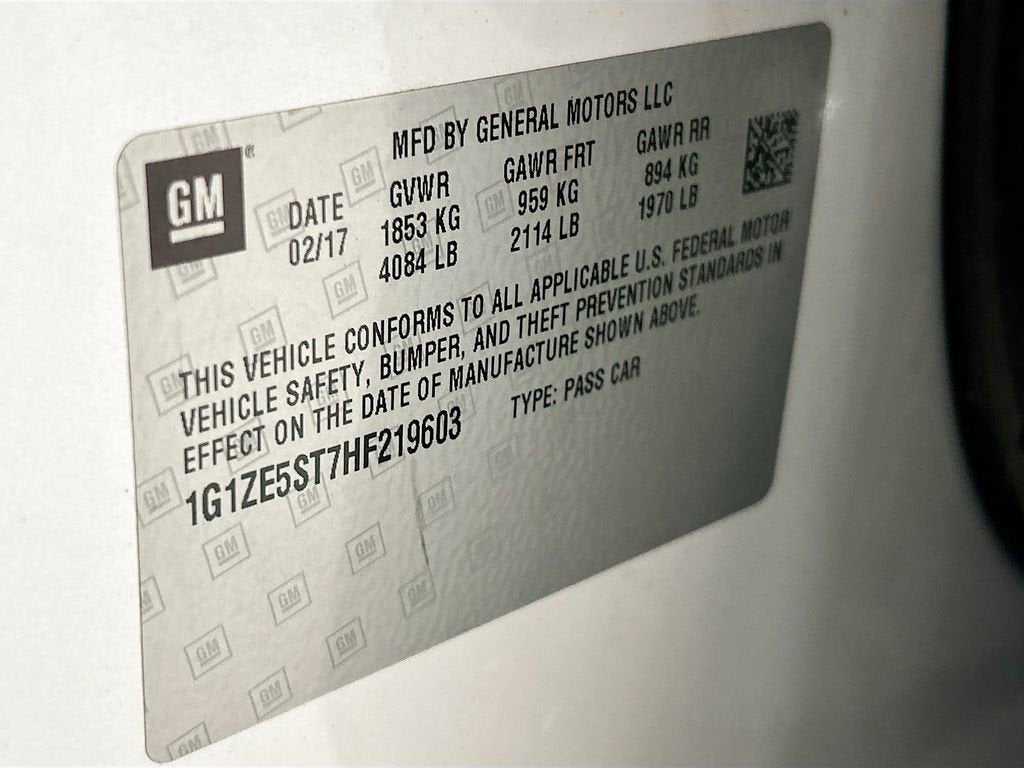 GM®
MFD BY GENERAL MOTORS LLC
DATE GVWR GAWR FRT GAWR RR
02/17 1853 KG 959 KG 894 KG
4084 LB 2114 LB 1970 LB
THIS VEHICLE CONFORMS TO ALL APPLICABLE U.S. FEDERAL MOTOR
VEHICLE SAFETY, BUMPER, AND THEFT PREVENTION STANDARDS IN
EFFECT ON THE DATE OF MANUFACTURE SHOWN ABOVE.
1G1ZE5ST7HF219603 TYPE: PASS CAR